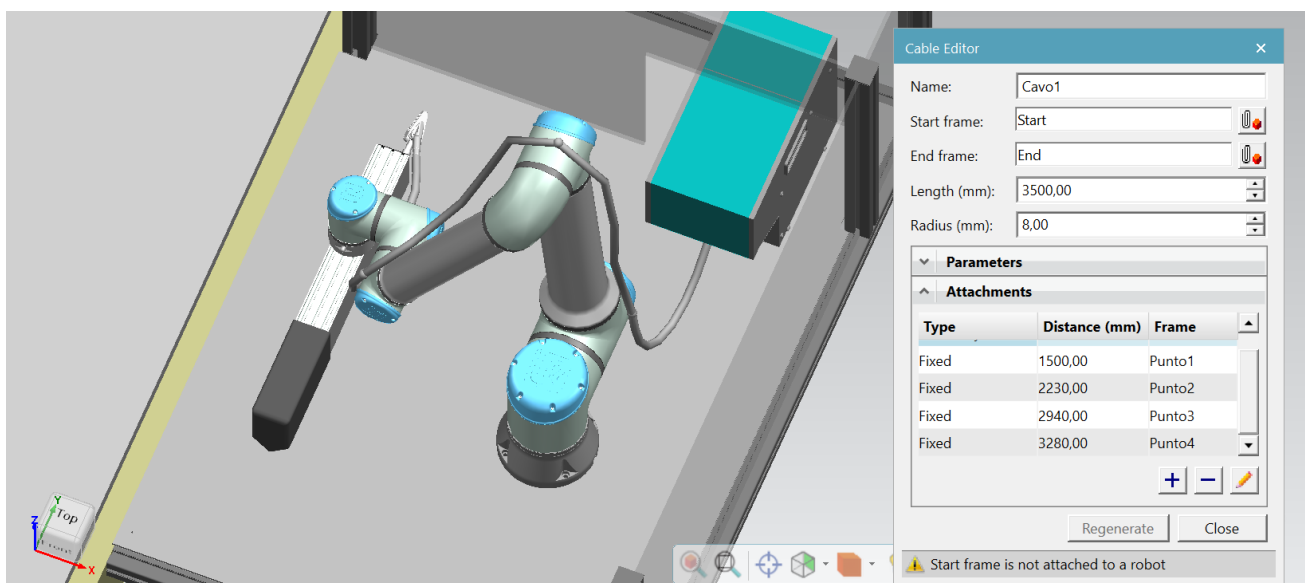 Cable Editor
Name: Cavo1
Start frame: Start
End frame: End
Length (mm): 3500,00
Radius (mm): 8,00
Parameters
Attachments
Type Distance (mm) Frame
Fixed 1500,00 Punto1
Fixed 2230,00 Punto2
Fixed 2940,00 Punto3
Fixed 3280,00 Punto4
Regenerate Close
Start frame is not attached to a robot
Y
Z
Top
X